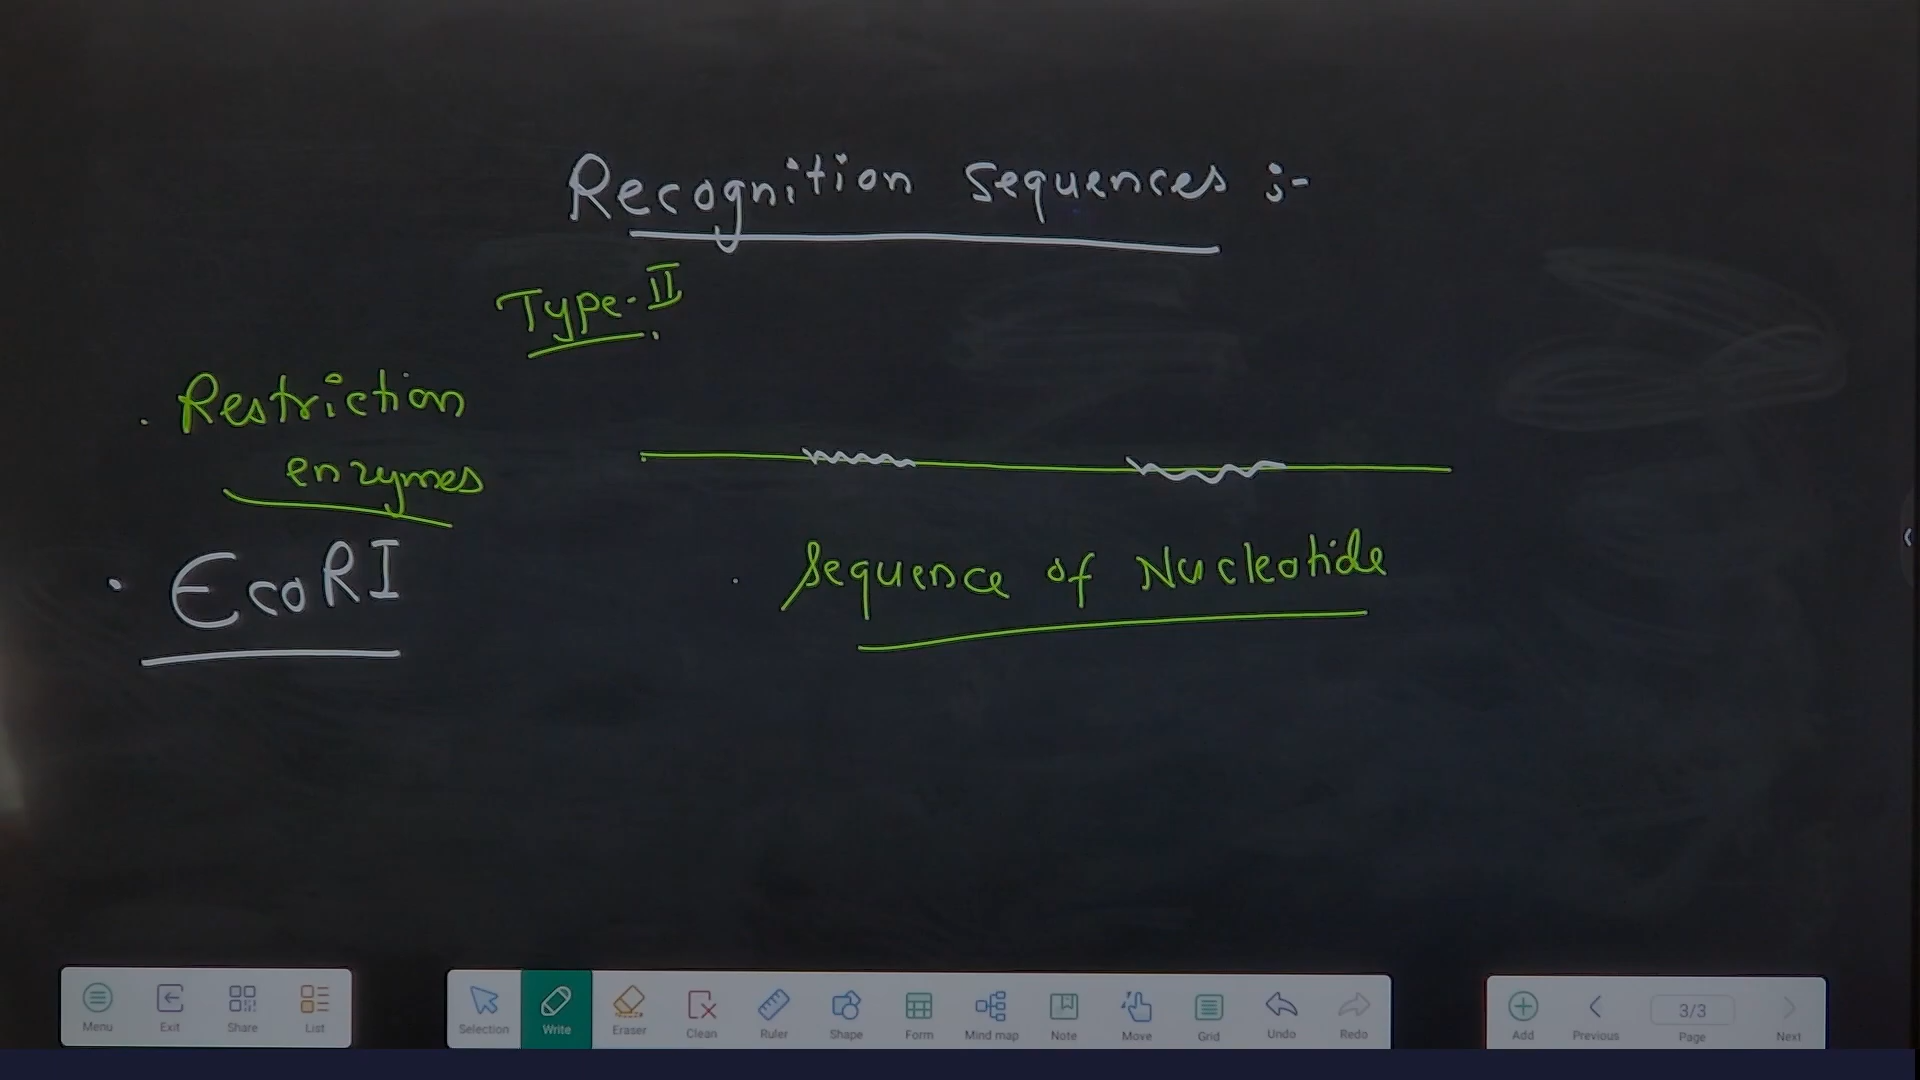 Recognition Sequences :-
Type-II
Restriction
enzymes
EcoRI
Sequence of Nucleotide
Menu Exit Share List
Selection Write Eraser Clean Ruler Shape Form Mind map Note Move Grid Undo Redo
Add Previous 3/3 Page Next